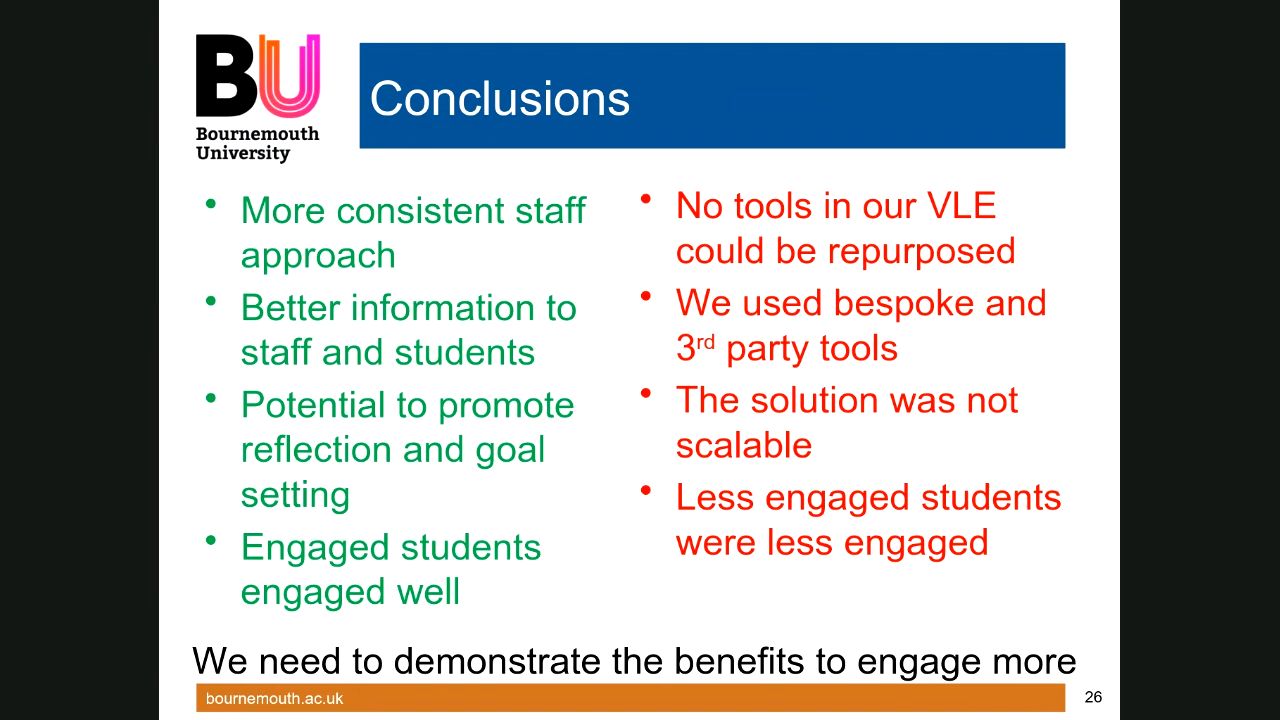 BU
Bournemouth
University
Conclusions
• More consistent staff
approach
• Better information to
staff and students
• Potential to promote
reflection and goal
setting
• Engaged students
engaged well
• No tools in our VLE
could be repurposed
• We used bespoke and
3rd party tools
• The solution was not
scalable
• Less engaged students
were less engaged
We need to demonstrate the benefits to engage more
bournemouth.ac.uk
26